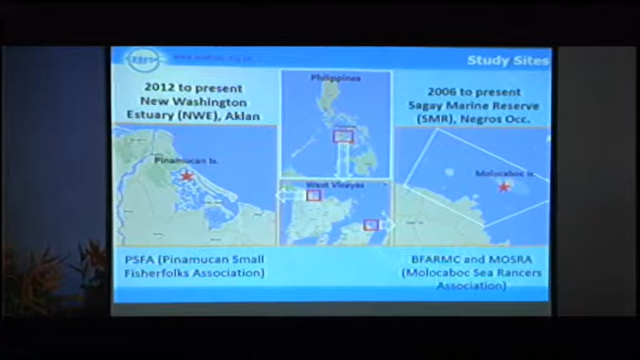 Study Sites
2012 to present
New Washington
Estuary (NWE), Aklan
Pinamucan Is.
PSFA (Pinamucan Small
Fisherfolks Association)
Philippines
West Visayas
2006 to present
Sagay Marine Reserve
(SMR), Negros Occ.
Molocaboc Is.
BFARMC and MOSRA
(Molocaboc Sea Rancers
Association)